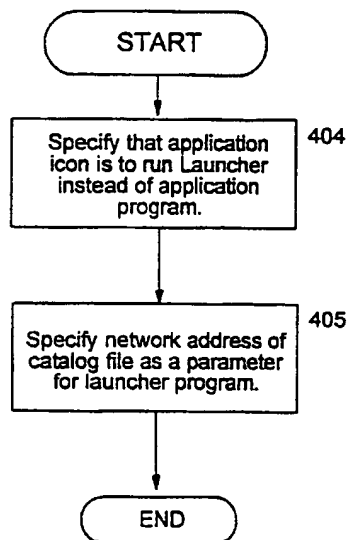 START
404
Specify that application
icon is to run Launcher
instead of application
program.
405
Specify network address of
catalog file as a parameter
for launcher program.
END